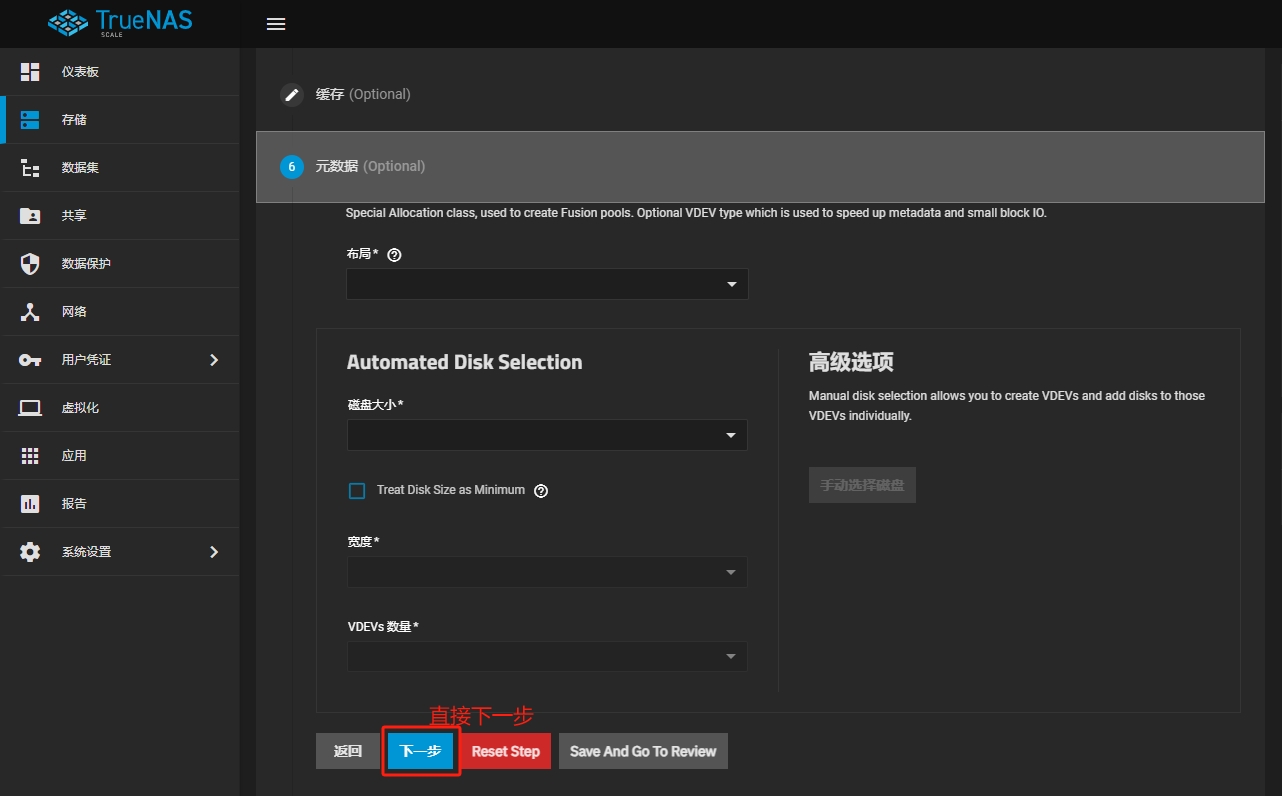 TrueNAS
SCALE
仪表板
存储
数据集
共享
数据保护
网络
用户凭证
虚拟化
应用
报告
系统设置
缓存 (Optional)
6 元数据 (Optional)
Special Allocation class, used to create Fusion pools. Optional VDEV type which is used to speed up metadata and small block IO.
布局*
Automated Disk Selection
磁盘大小*
Treat Disk Size as Minimum
宽度*
VDEVs 数量*
高级选项
Manual disk selection allows you to create VDEVs and add disks to those
VDEVs individually.
手动选择磁盘
直接下一步
返回 下一步 Reset Step Save And Go To Review